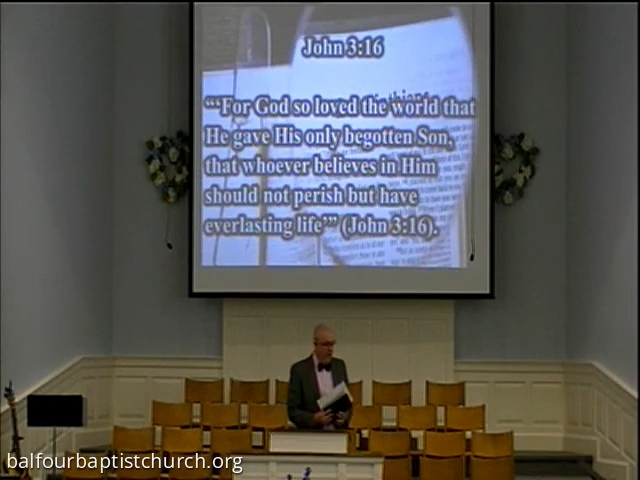 John 3:16
"‘For God so loved the world that
He gave His only begotten Son,
that whoever believes in Him
should not perish but have
everlasting life’" (John 3:16).
balfourbaptistchurch.org